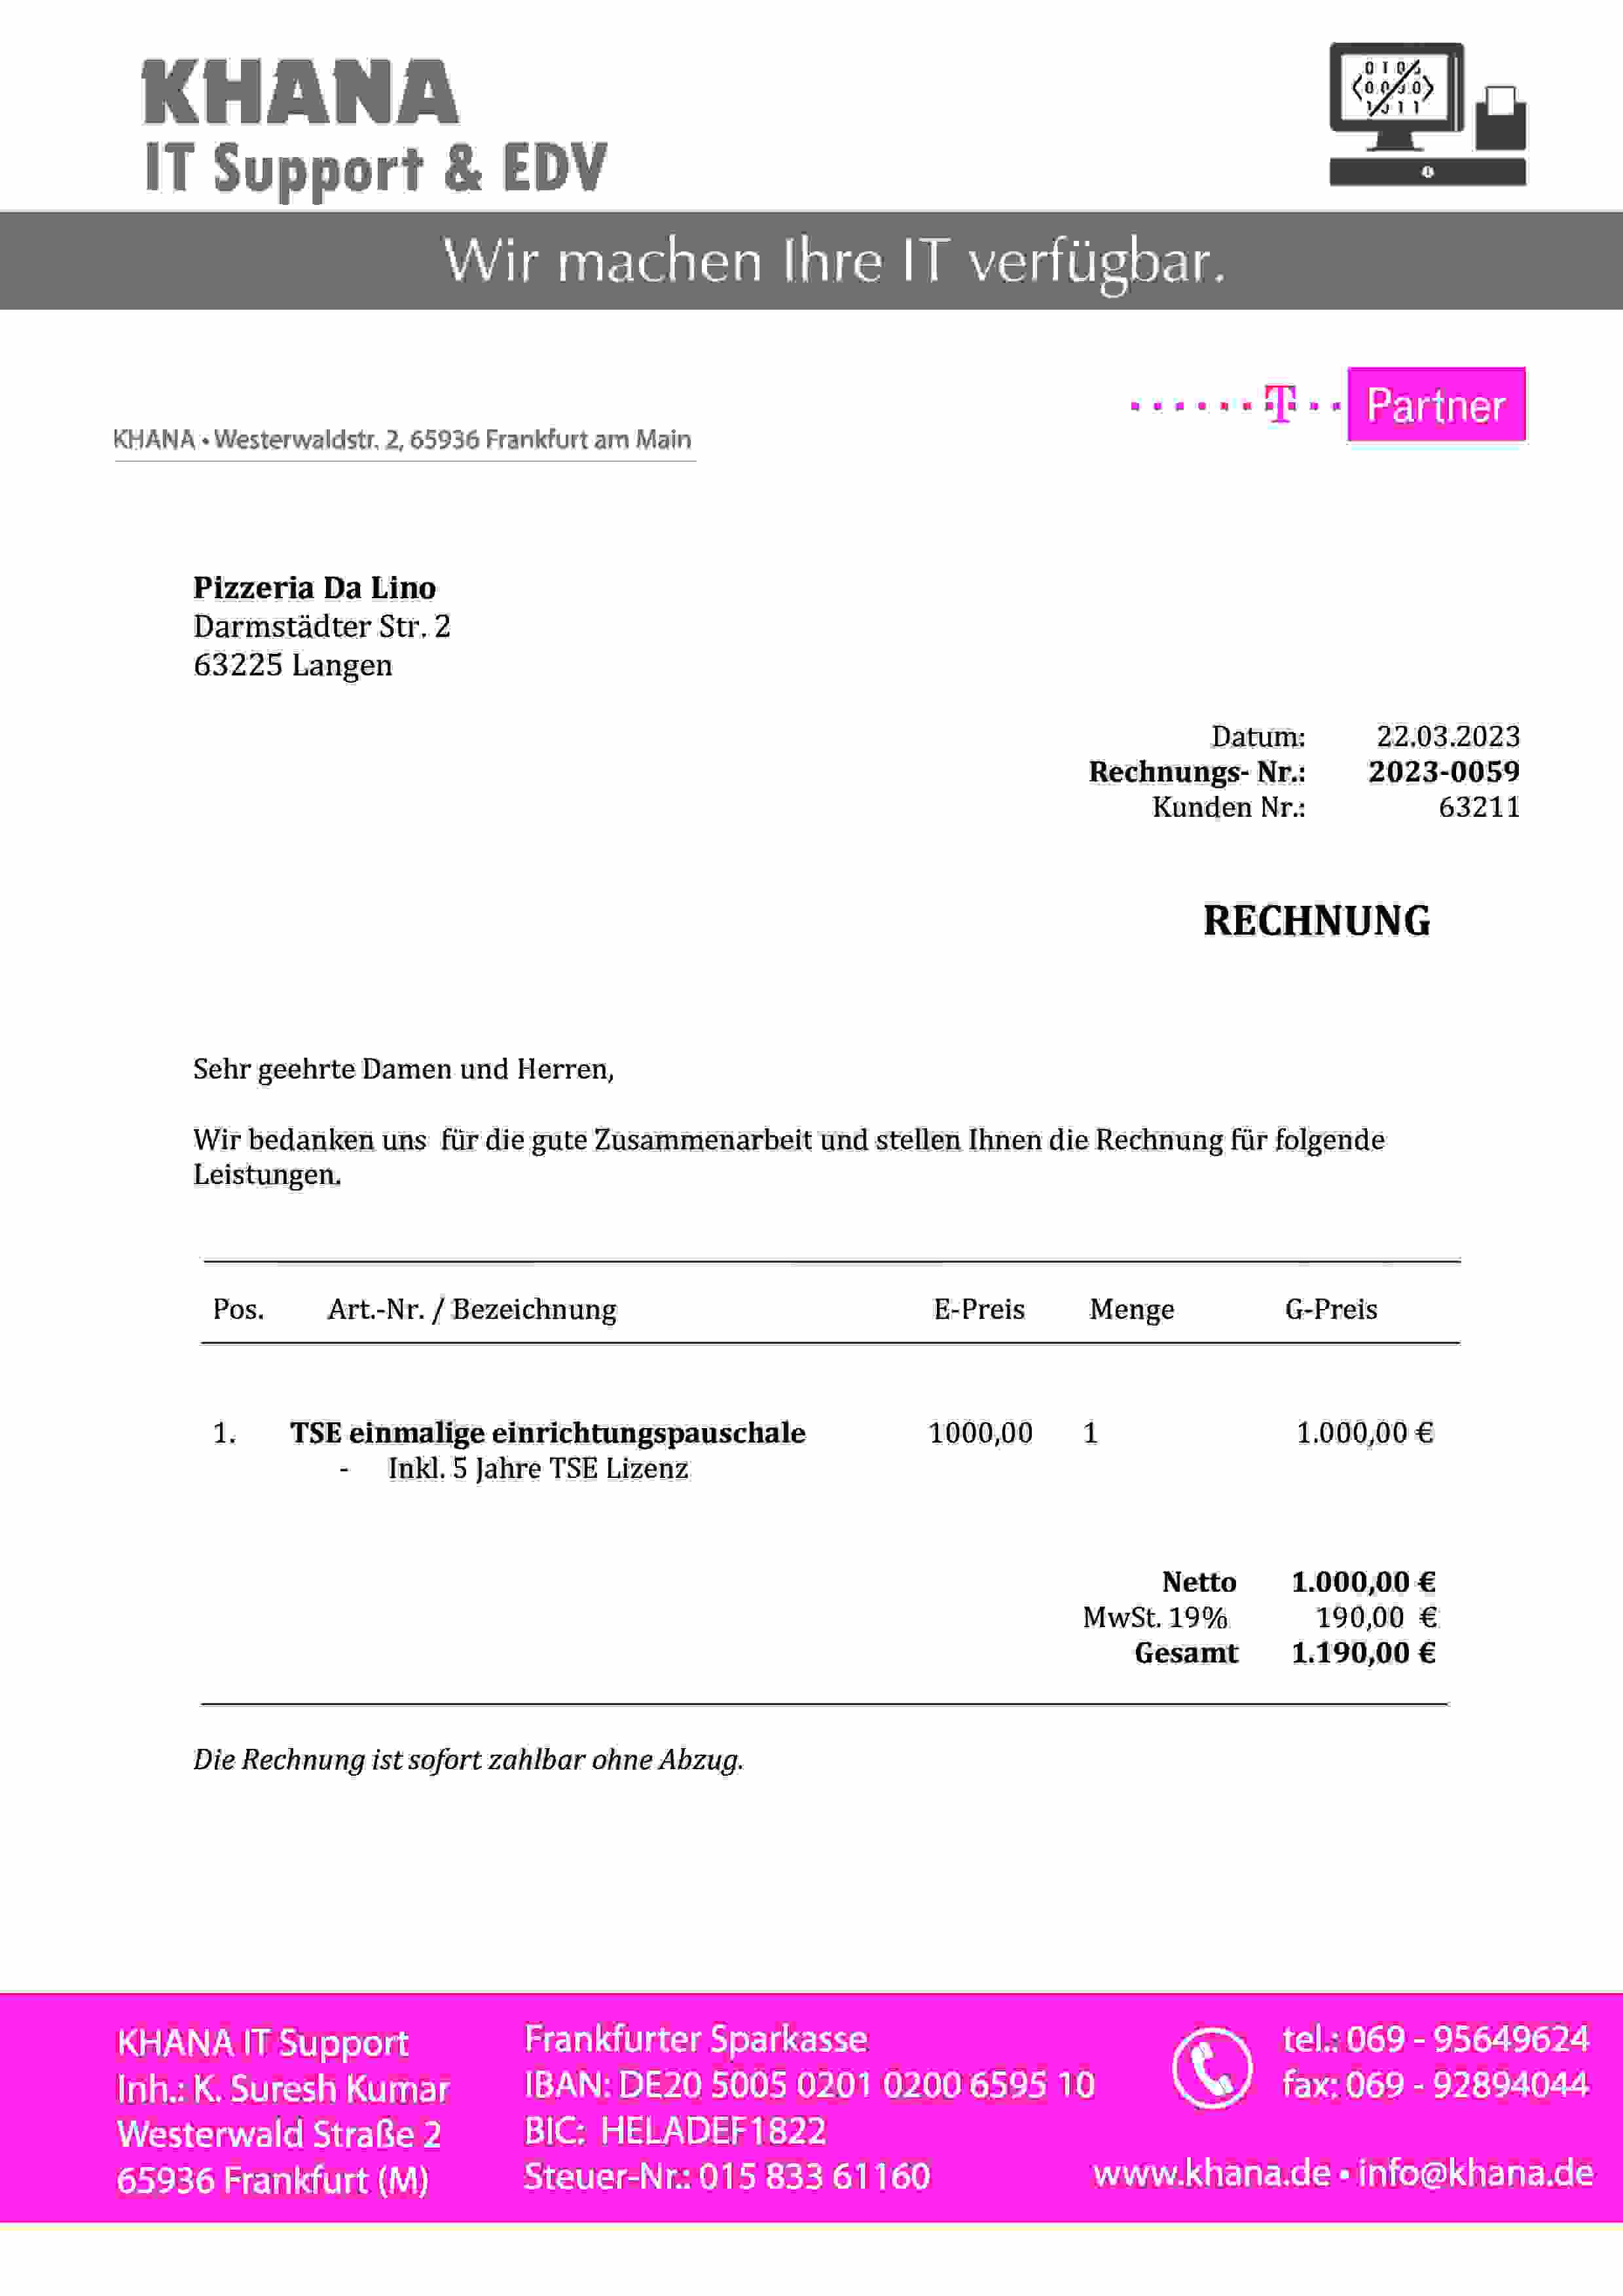 KHANA
IT Support & EDV
Wir machen Ihre IT verfügbar.
T Partner
KHANA • Westerwaldstr. 2, 65936 Frankfurt am Main
Pizzeria Da Lino
Darmstädter Str. 2
63225 Langen
Datum: 22.03.2023
Rechnungs- Nr.: 2023-0059
Kunden Nr.: 63211
RECHNUNG
Sehr geehrte Damen und Herren,
Wir bedanken uns für die gute Zusammenarbeit und stellen Ihnen die Rechnung für folgende
Leistungen.
Pos. Art.-Nr. / Bezeichnung E-Preis Menge G-Preis
1. TSE einmalige einrichtungspauschale 1000,00 1 1.000,00 €
- Inkl. 5 Jahre TSE Lizenz
Netto 1.000,00 €
MwSt. 19% 190,00 €
Gesamt 1.190,00 €
Die Rechnung ist sofort zahlbar ohne Abzug.
KHANA IT Support
Inh.: K. Suresh Kumar
Westerwald Straße 2
65936 Frankfurt (M)
Frankfurter Sparkasse
IBAN: DE20 5005 0201 0200 6595 10
BIC: HELADEF1822
Steuer-Nr.: 015 833 61160
tel.: 069 - 95649624
fax: 069 - 92894044
www.khana.de • info@khana.de